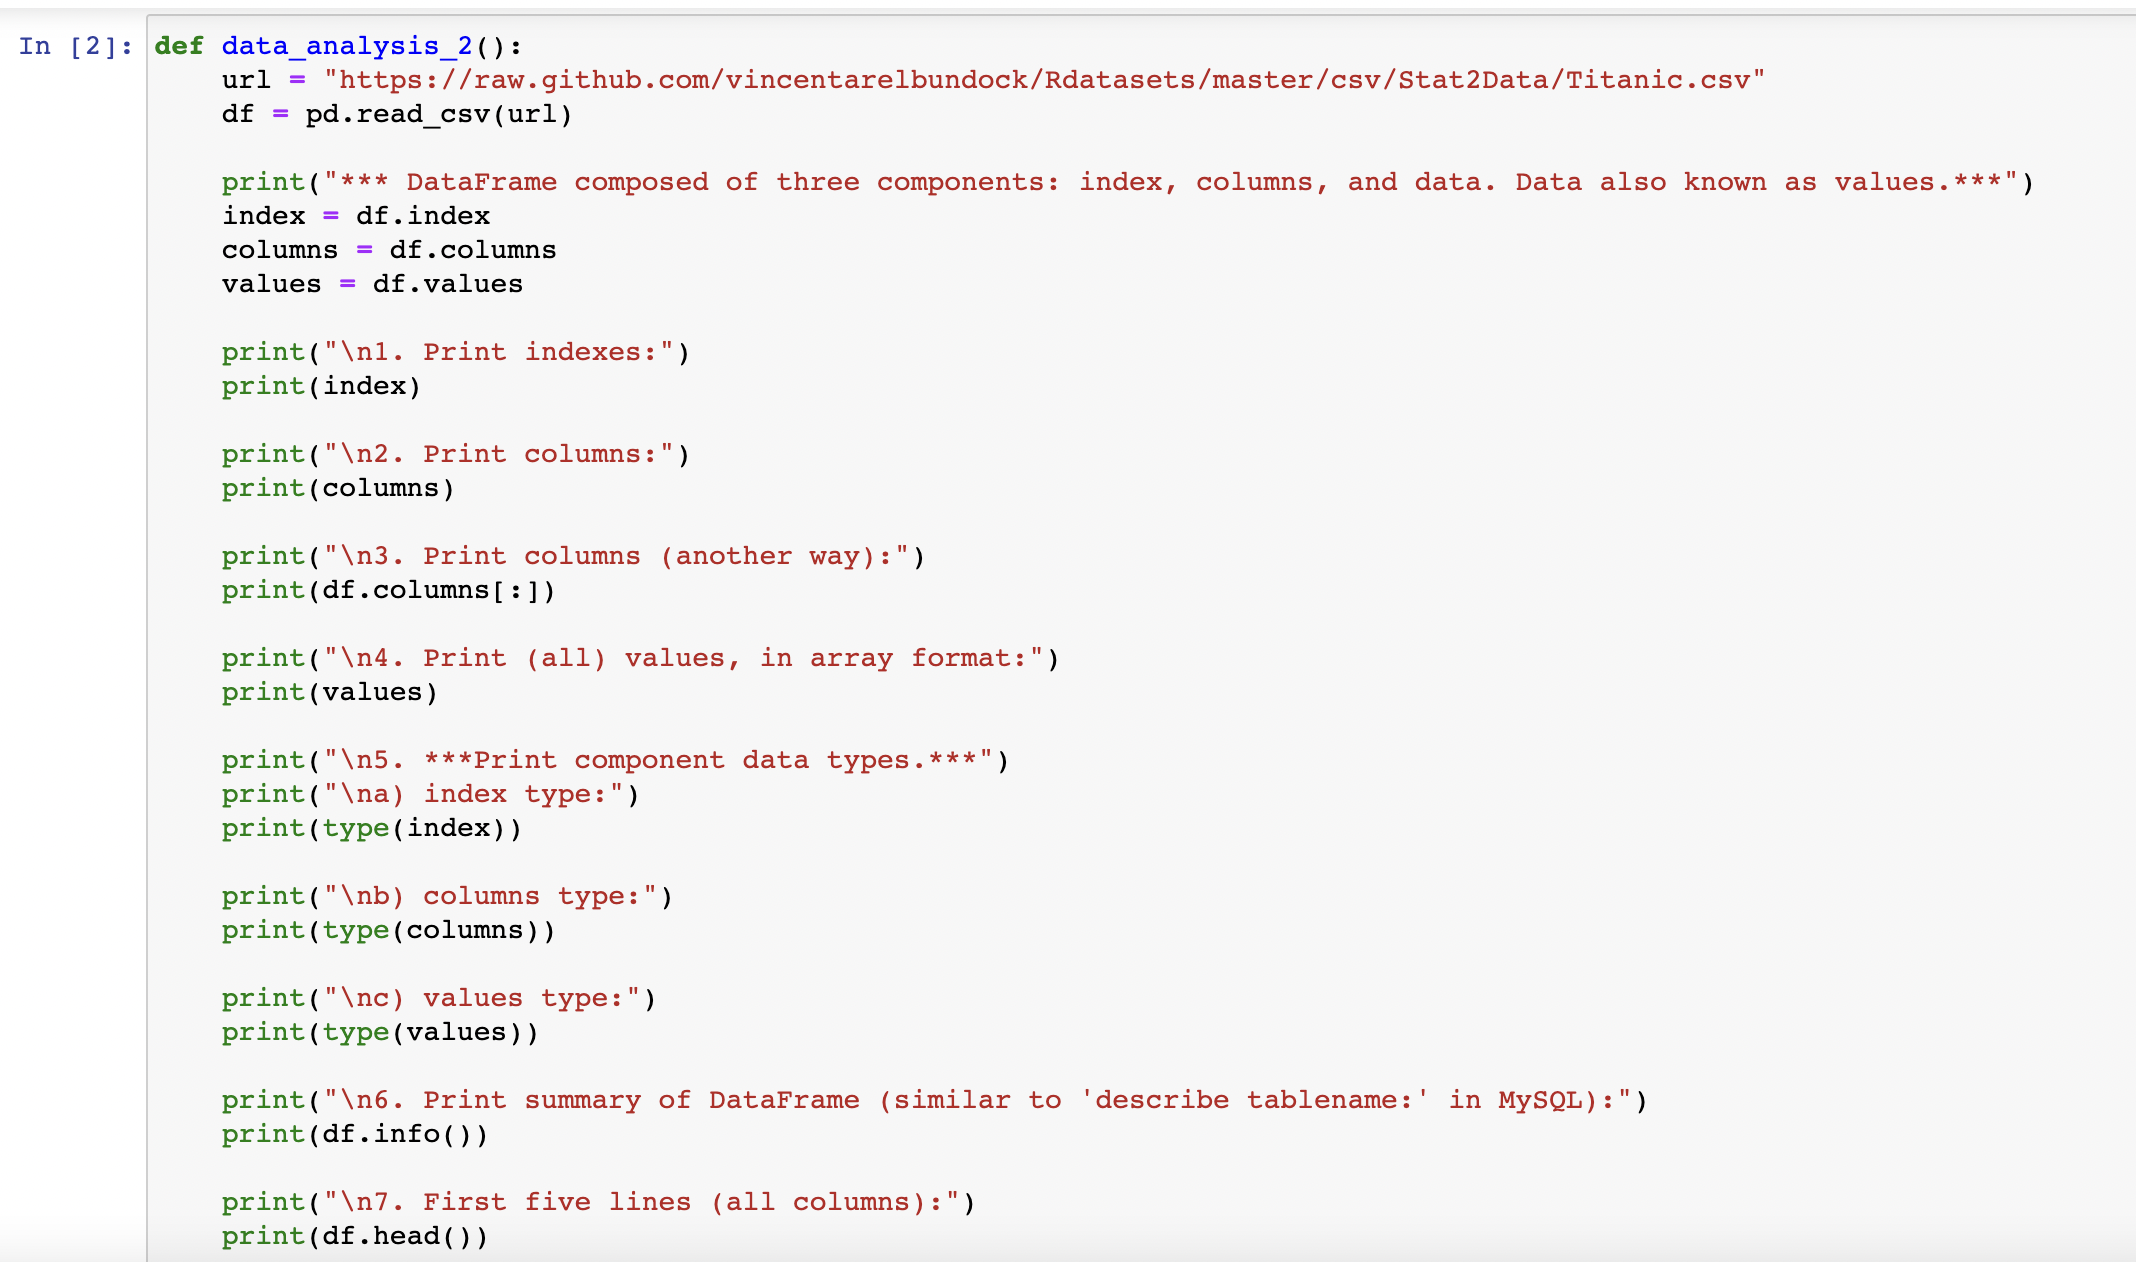 In [2]: def data_analysis_2():
    url = "https://raw.github.com/vincentarelbundock/Rdatasets/master/csv/Stat2Data/Titanic.csv"
    df = pd.read_csv(url)

    print("*** DataFrame composed of three components: index, columns, and data. Data also known as values.***")
    index = df.index
    columns = df.columns
    values = df.values

    print("\n1. Print indexes:")
    print(index)

    print("\n2. Print columns:")
    print(columns)

    print("\n3. Print columns (another way):")
    print(df.columns[:])

    print("\n4. Print (all) values, in array format:")
    print(values)

    print("\n5. ***Print component data types.***")
    print("\na) index type:")
    print(type(index))

    print("\nb) columns type:")
    print(type(columns))

    print("\nc) values type:")
    print(type(values))

    print("\n6. Print summary of DataFrame (similar to 'describe tablename:' in MySQL):")
    print(df.info())

    print("\n7. First five lines (all columns):")
    print(df.head())